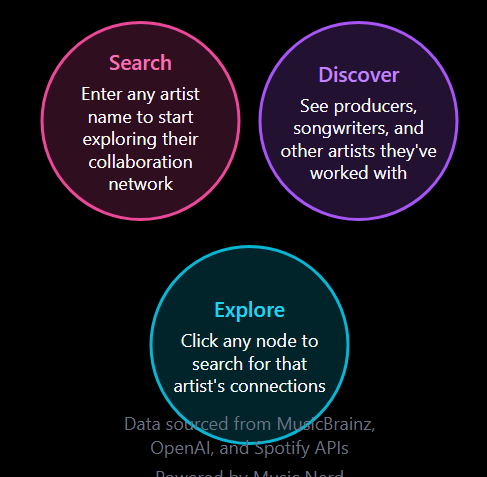 Search
Enter any artist
name to start
exploring their
collaboration
network
Discover
See producers,
songwriters, and
other artists they've
worked with
Explore
Click any node to
search for that
artist's connections
Data sourced from MusicBrainz,
OpenAI, and Spotify APIs
Powered by Music Nerd